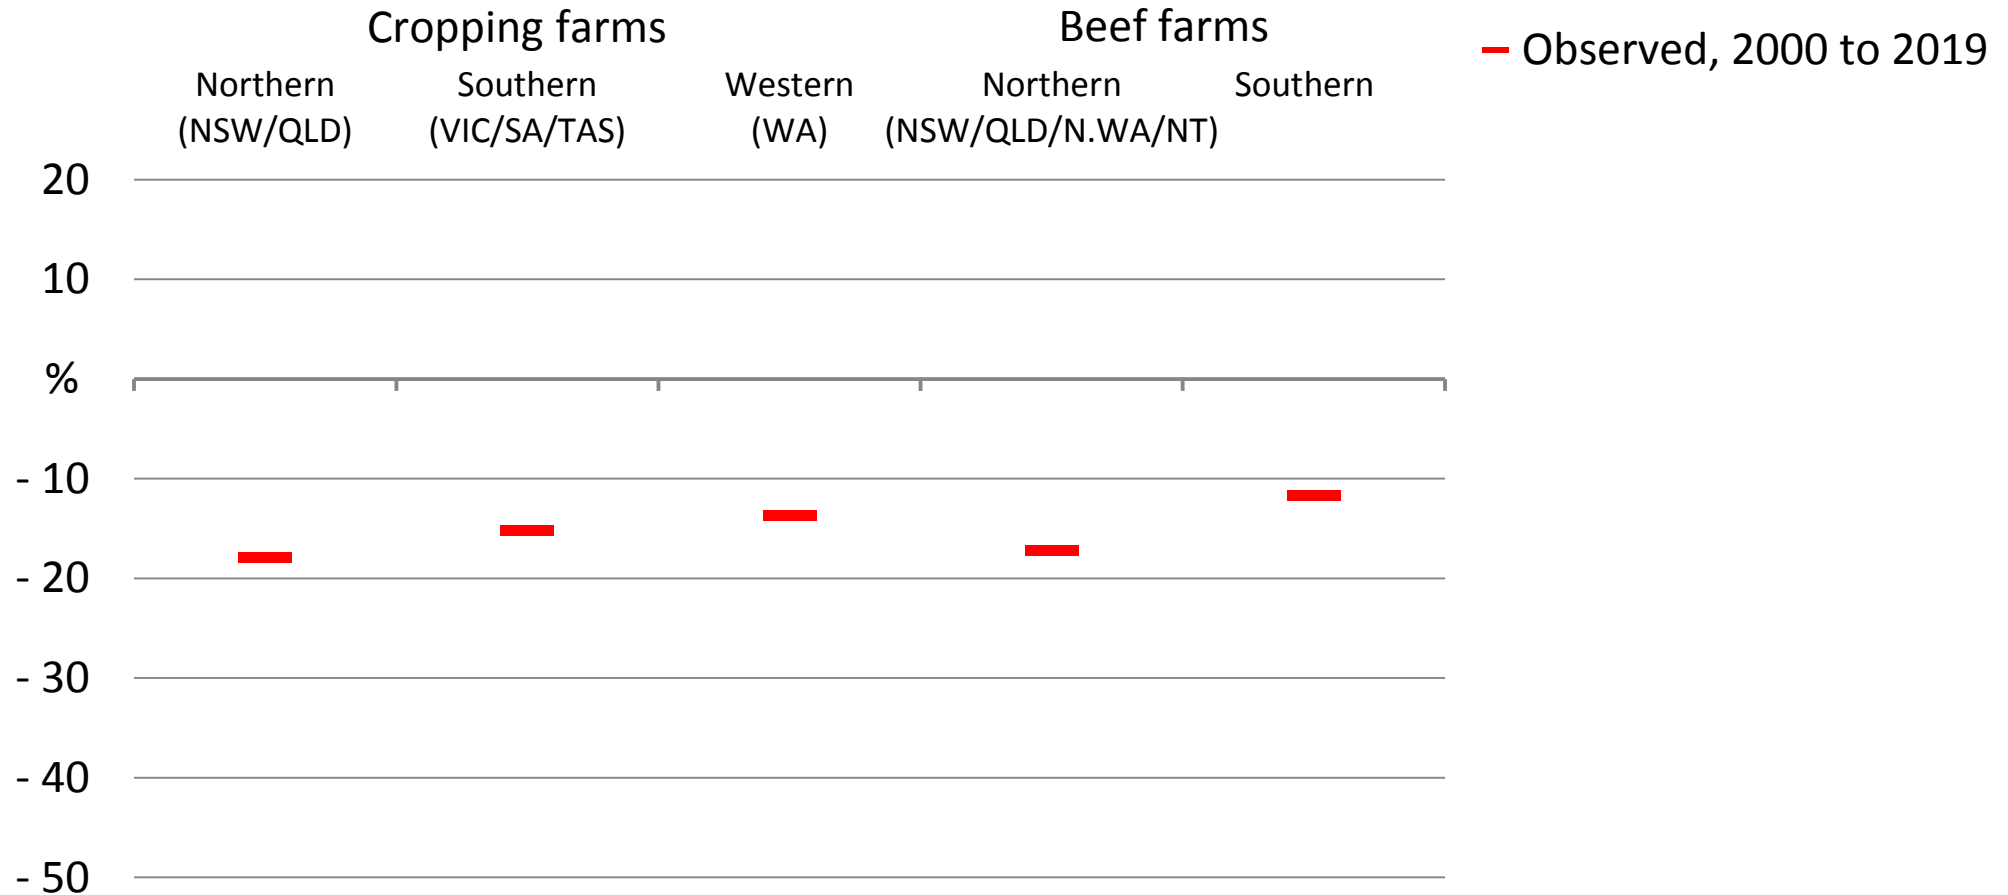 Cropping farms
Beef farms
Observed, 2000 to 2019
Northern
(NSW/QLD)
Southern
(VIC/SA/TAS)
Western
(WA)
Northern
(NSW/QLD/N.WA/NT)
Southern
20
10
%
- 10
- 20
- 30
- 40
- 50